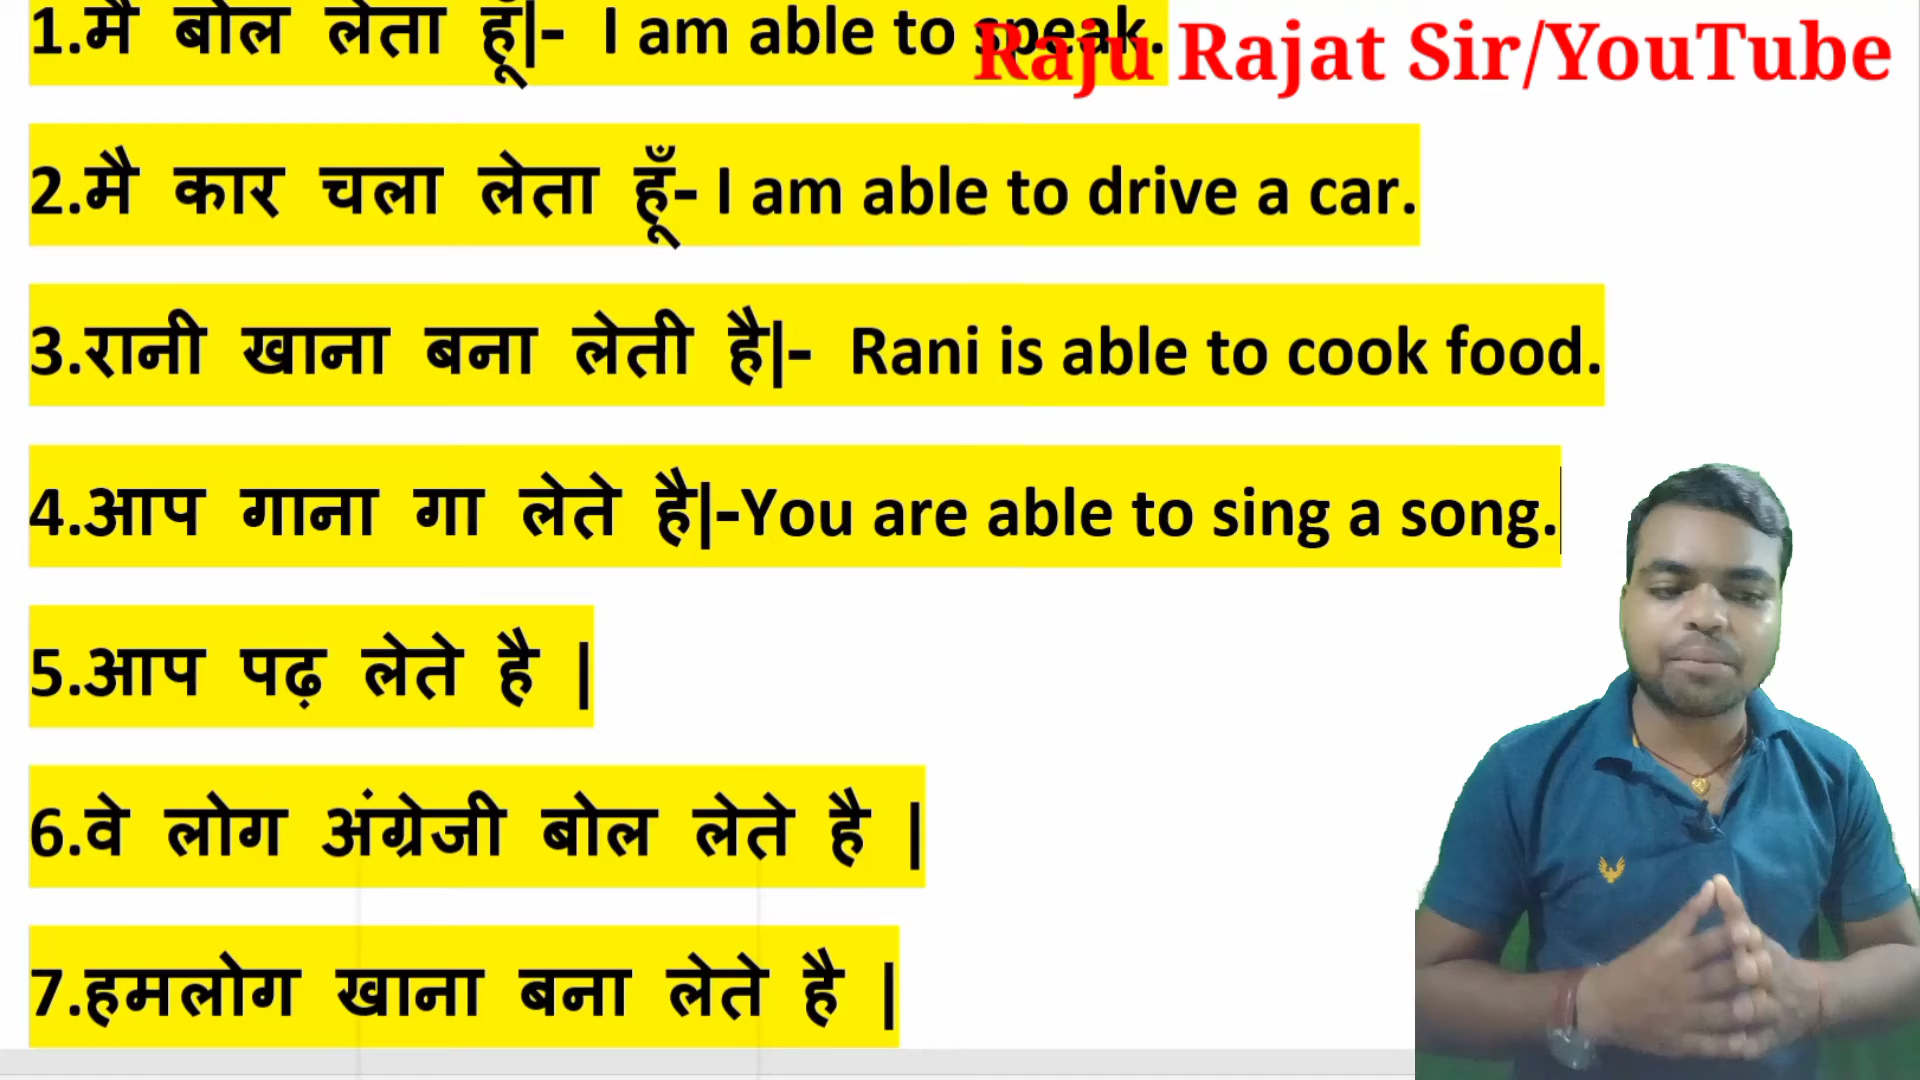 1.मै बोल लेता हूँ|- I am able to speak.
Raju Rajat Sir/YouTube
2.मै कार चला लेता हूँ- I am able to drive a car.
3.रानी खाना बना लेती है|- Rani is able to cook food.
4.आप गाना गा लेते है|-You are able to sing a song.
5.आप पढ़ लेते है |
6.वे लोग अंग्रेजी बोल लेते है |
7.हमलोग खाना बना लेते है |